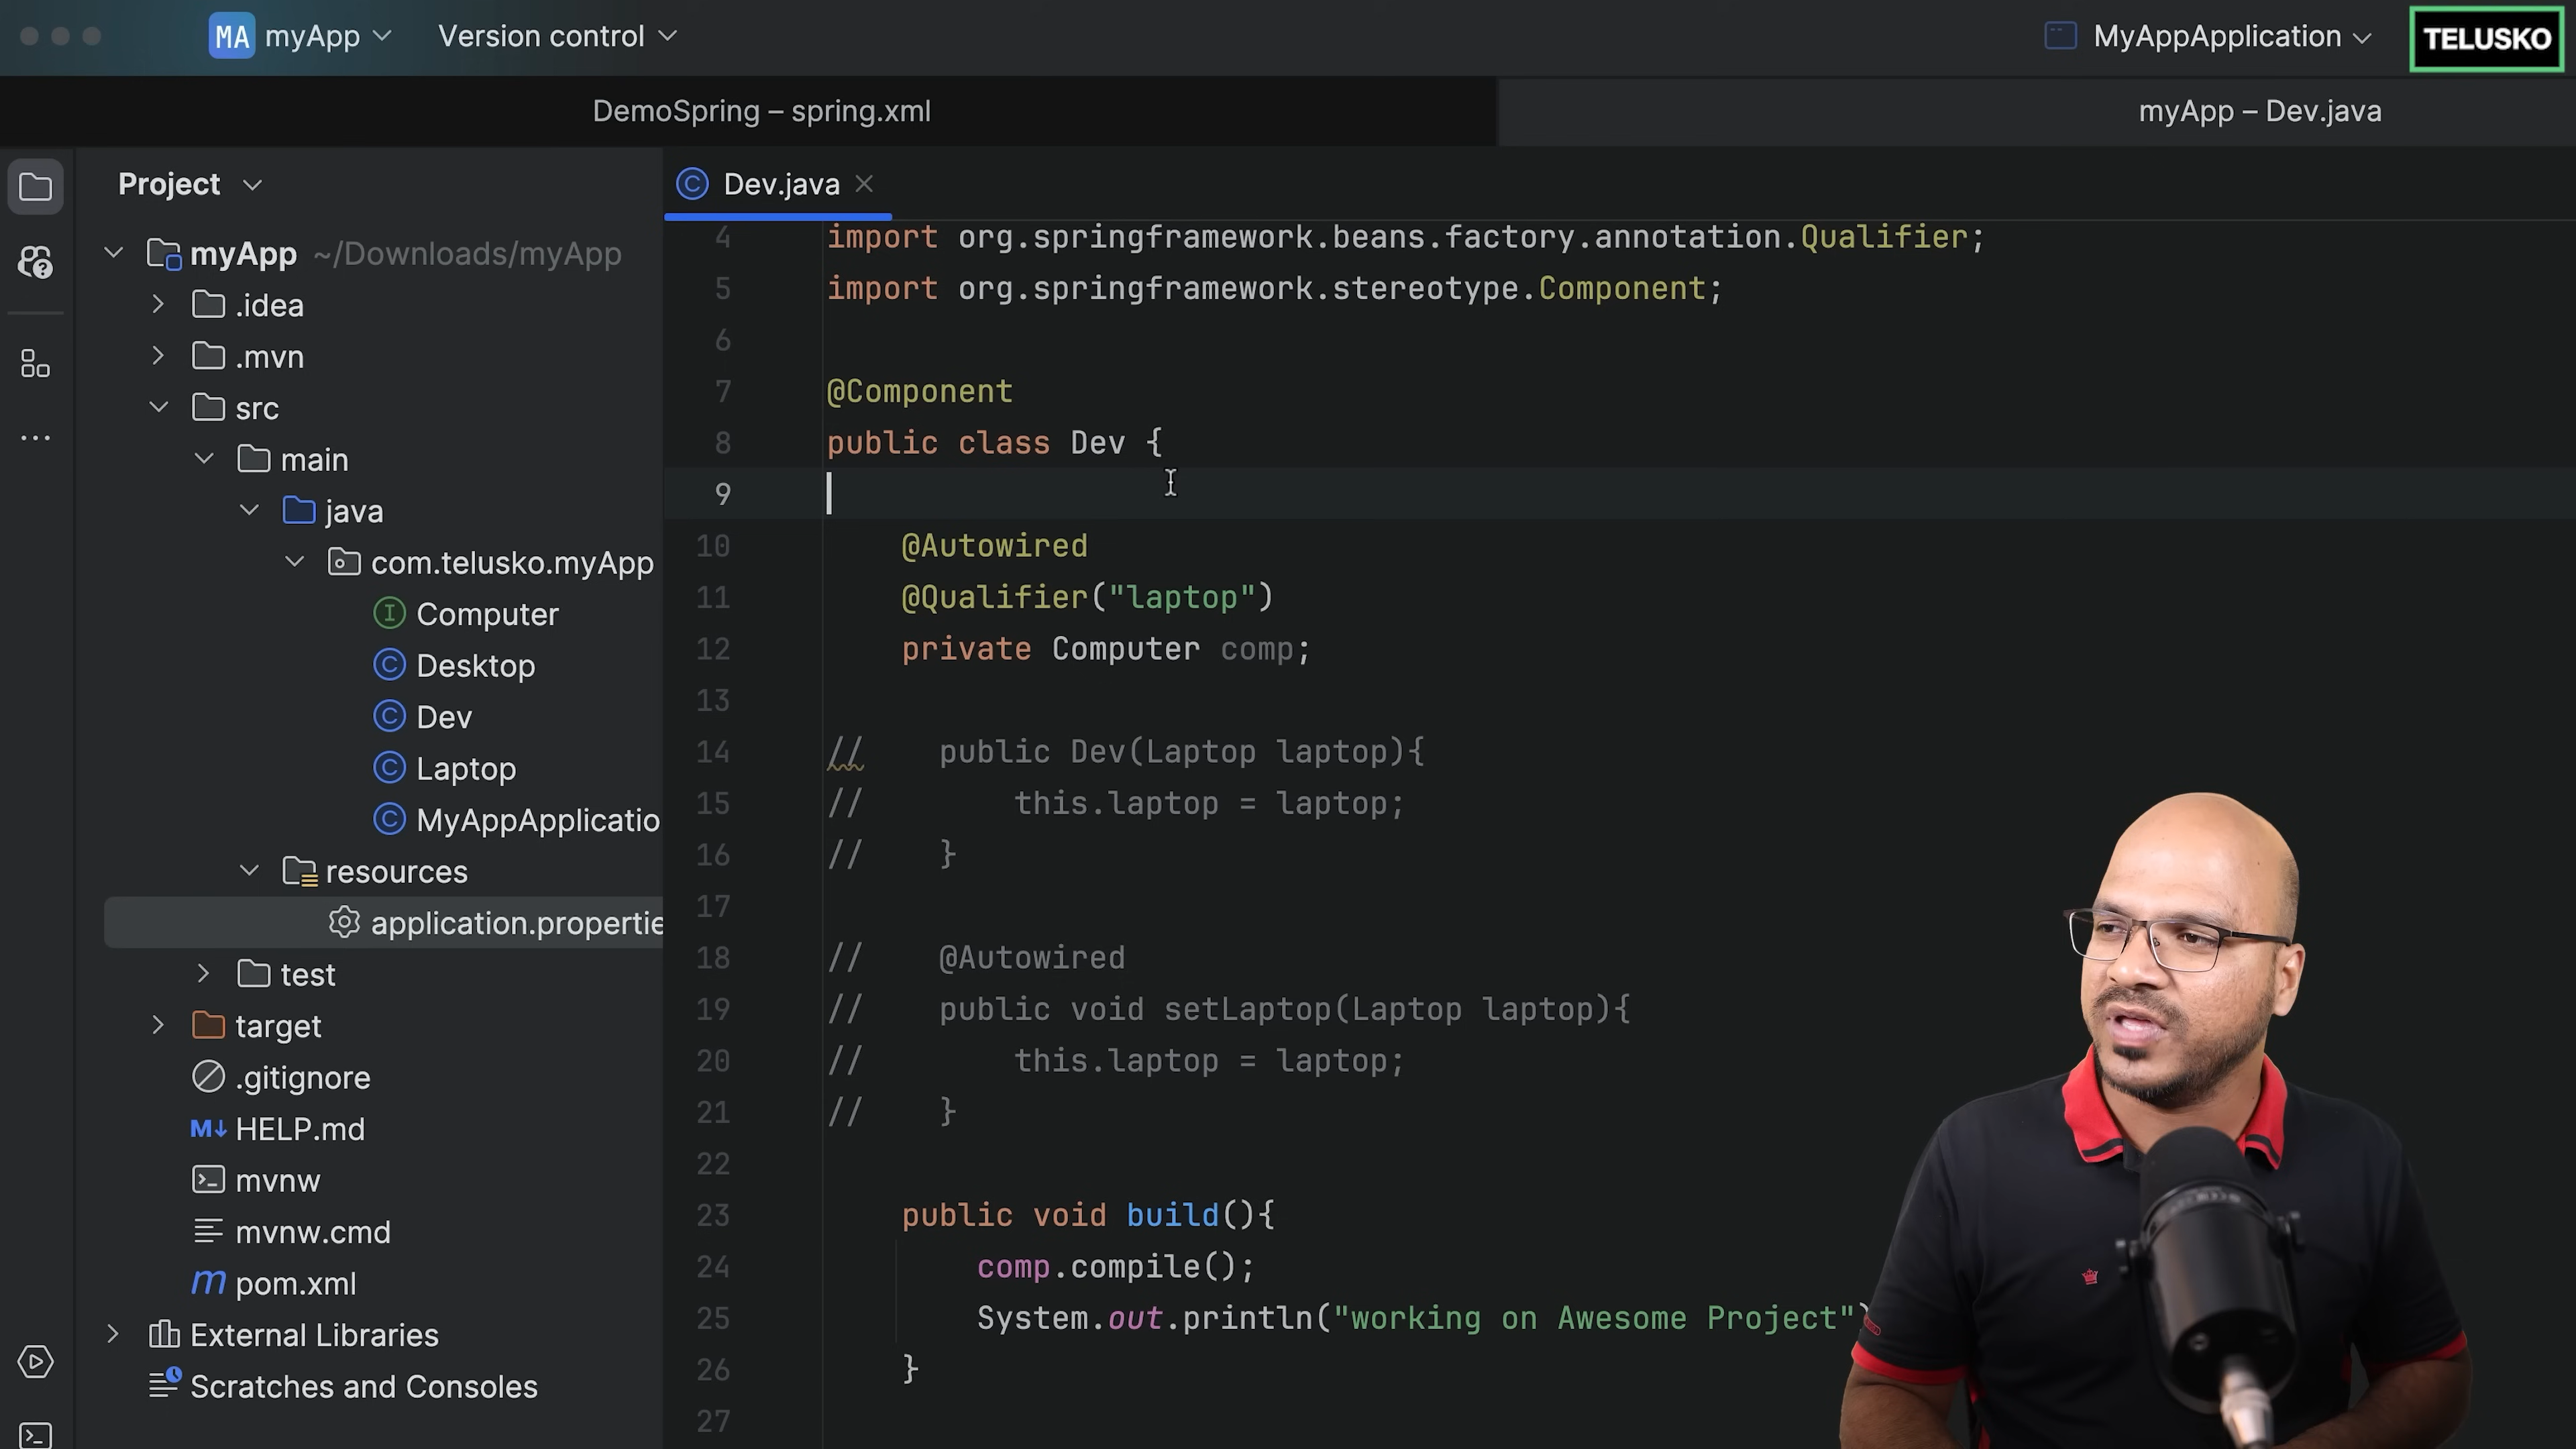 MA myApp Version control MyAppApplication TELUSKO
DemoSpring – spring.xml myApp – Dev.java
Project
myApp ~/Downloads/myApp
.idea
.mvn
src
main
java
com.telusko.myApp
Computer
Desktop
Dev
Laptop
MyAppApplicatio
resources
application.propertie
test
target
.gitignore
M↓ HELP.md
mvnw
mvnw.cmd
m pom.xml
External Libraries
Scratches and Consoles
Dev.java
4 import org.springframework.beans.factory.annotation.Qualifier;
5 import org.springframework.stereotype.Component;
6
7 @Component
8 public class Dev {
9
10 @Autowired
11 @Qualifier("laptop")
12 private Computer comp;
13
14 // public Dev(Laptop laptop){
15 // this.laptop = laptop;
16 // }
17
18 // @Autowired
19 // public void setLaptop(Laptop laptop){
20 // this.laptop = laptop;
21 // }
22
23 public void build(){
24 comp.compile();
25 System.out.println("working on Awesome Project")
26 }
27